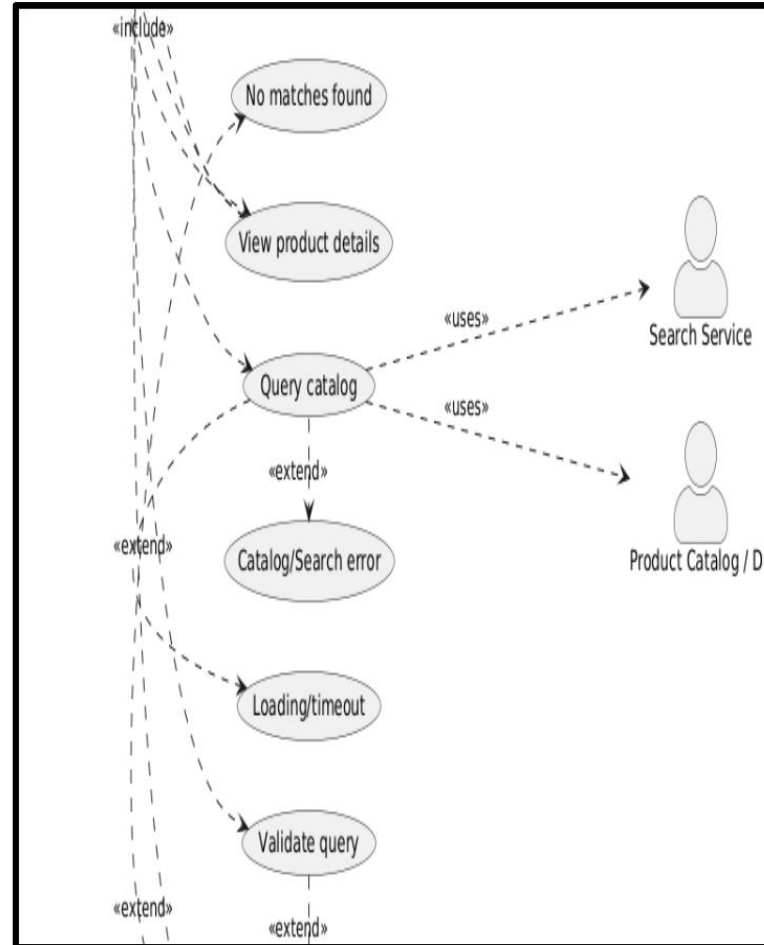 «include»
No matches found
View product details
«uses»
Search Service
Query catalog
«uses»
«extend»
«extend»
Catalog/Search error
Product Catalog / D
Loading/timeout
Validate query
«extend»
«extend»